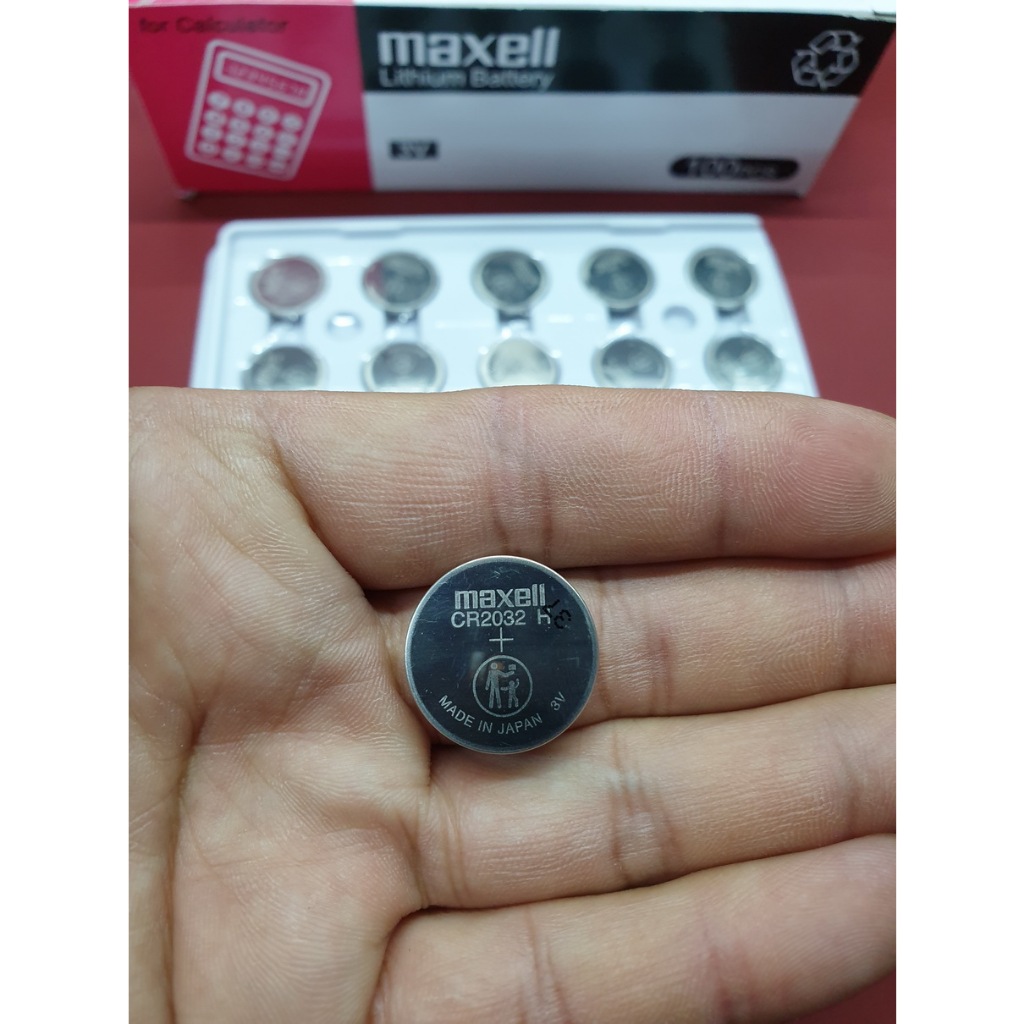 for Calculator
maxell
Lithium Battery
3V
100PCS
maxell
CR2032 H
+
MADE IN JAPAN 3V